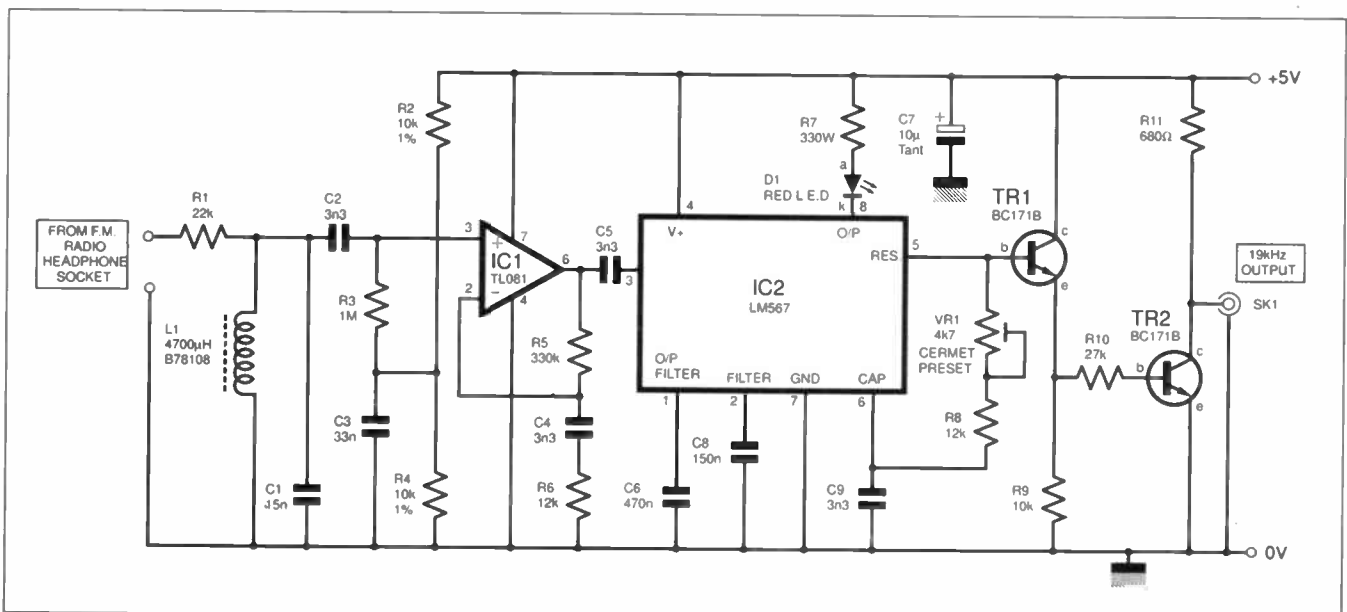 +5V
R2
10k
1%
R7
330W
C7
+
10µ
Tant
R11
680Ω
a
D1
RED L.E.D
k
8
O/P
TR1
BC171B
c
b
e
R1
22k
C2
3n3
FROM F.M.
RADIO
HEADPHONE
SOCKET
3
+
7
IC1
TL081
6
2
−
4
C5
3n3
3
4
V+
RES
5
IC2
LM567
19kHz
OUTPUT
SK1
TR2
BC171B
c
b
e
R10
27k
VR1
4k7
CERMET
PRESET
L1
4700µH
B78108
R3
1M
R5
330k
O/P
FILTER
1
FILTER
2
GND
7
CAP
6
R8
12k
C3
33n
C4
3n3
C8
150n
C1
15n
R4
10k
1%
R6
12k
C6
470n
C9
3n3
R9
10k
0V